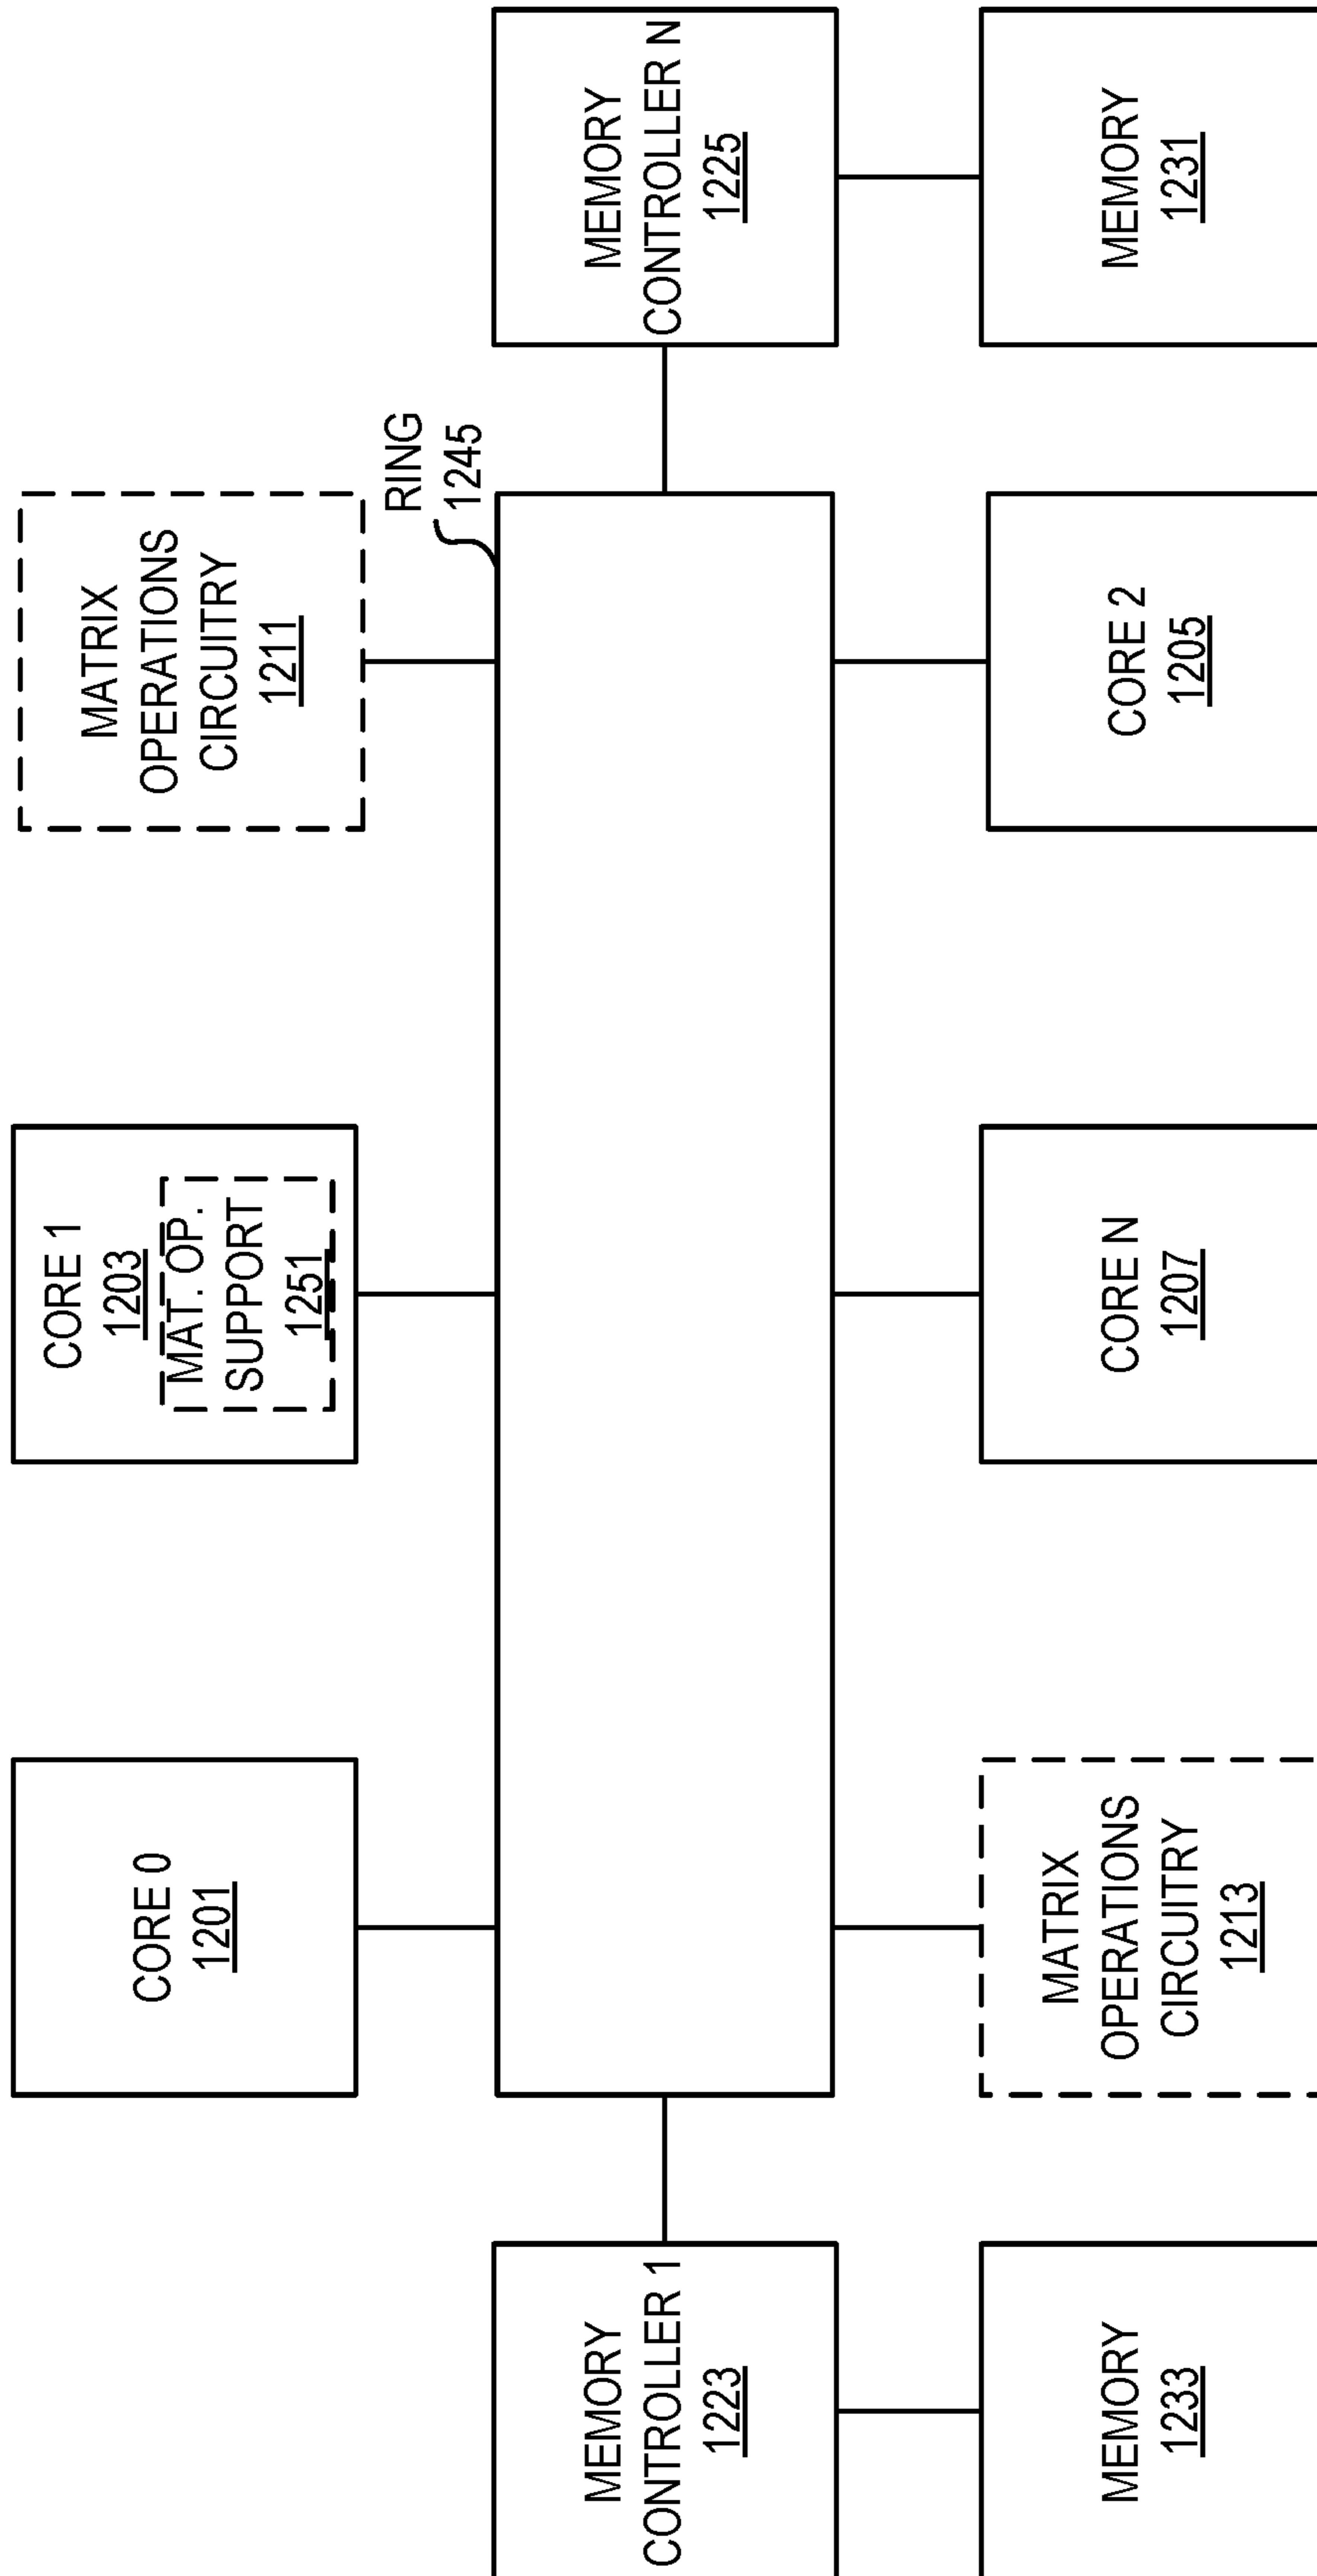 CORE 0
1201
CORE 1
1203
MAT. OP.
SUPPORT
1251
MATRIX
OPERATIONS
CIRCUITRY
1211
RING
1245
MEMORY
CONTROLLER 1
1223
MEMORY
CONTROLLER N
1225
MEMORY
1233
MATRIX
OPERATIONS
CIRCUITRY
1213
CORE N
1207
CORE 2
1205
MEMORY
1231